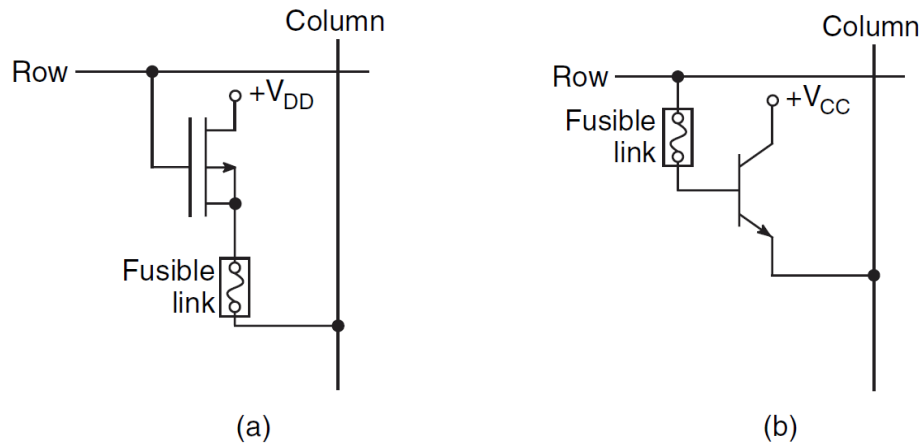 Column
Row
+VDD
Fusible
link
(a)
Column
Row
+VCC
Fusible
link
(b)